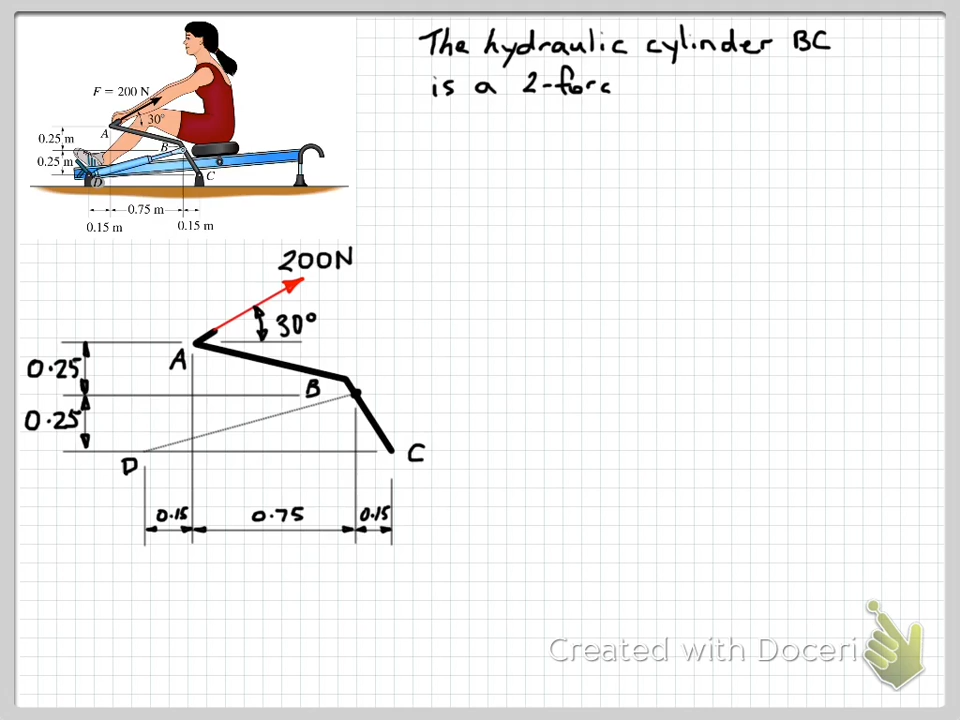 The hydraulic cylinder BC
is a 2-forc
F = 200 N
30°
A
0.25 m
B
0.25 m
D
C
0.75 m
0.15 m
0.15 m
200N
30°
A
0.25
B
0.25
D
C
0.15
0.75
0.15
Created with Doceri